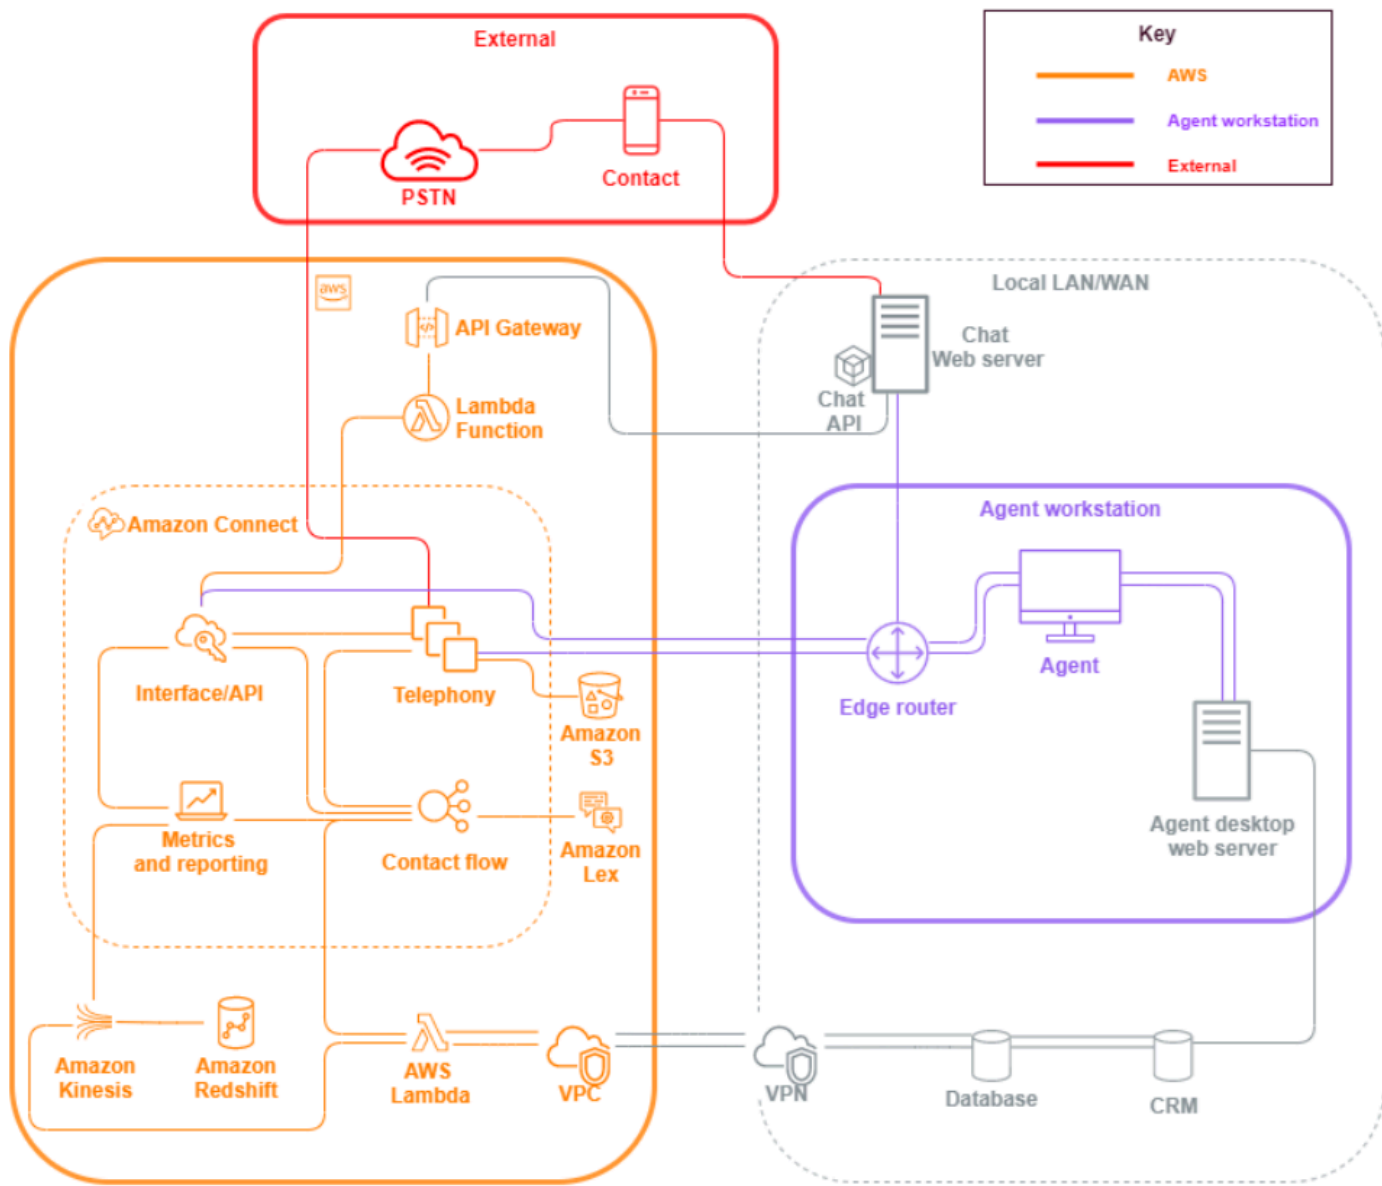 External
PSTN
Contact
Key
AWS
Agent workstation
External
aws
API Gateway
Lambda
Function
Amazon Connect
Interface/API
Telephony
Amazon
S3
Metrics
and reporting
Contact flow
Amazon
Lex
Amazon
Kinesis
Amazon
Redshift
AWS
Lambda
VPC
Local LAN/WAN
Chat
Web server
Chat
API
Agent workstation
Edge router
Agent
Agent desktop
web server
VPN
Database
CRM